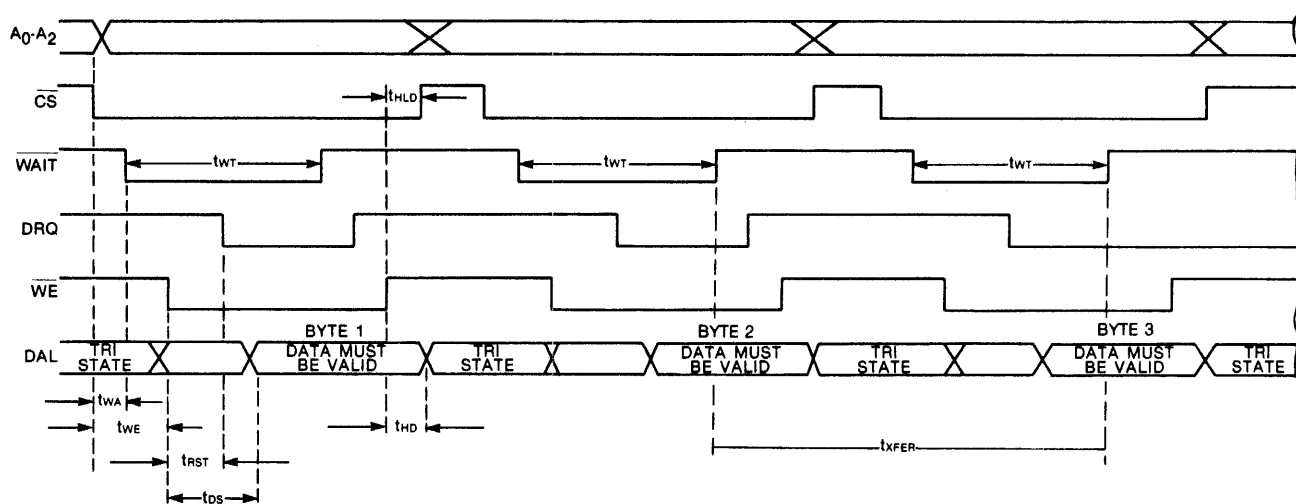 A0-A2
CS
tHLD
WAIT
tWT
tWT
tWT
DRQ
WE
BYTE 1
BYTE 2
BYTE 3
DAL
TRI
STATE
DATA MUST
BE VALID
TRI
STATE
DATA MUST
BE VALID
TRI
STATE
DATA MUST
BE VALID
TRI
STATE
tWA
tWE
tHD
tXFER
tRST
tDS